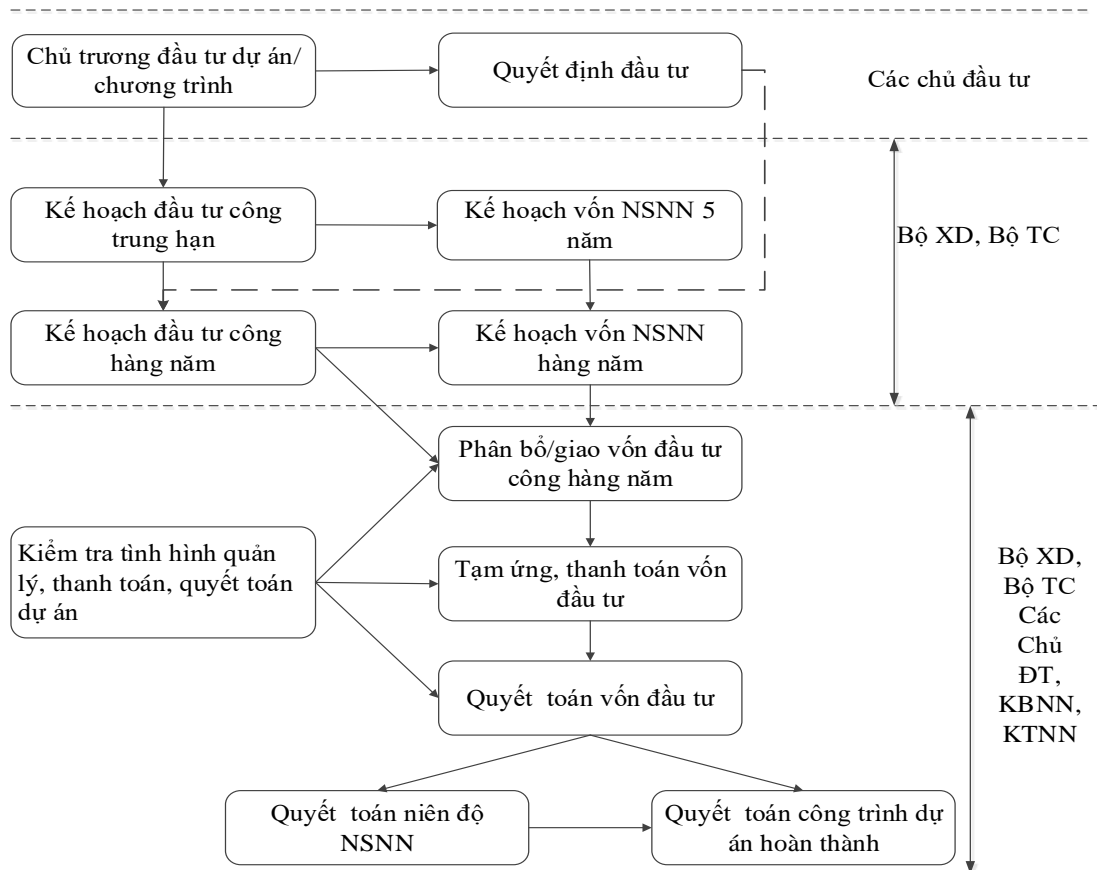 Chủ trương đầu tư dự án/
chương trình
Quyết định đầu tư
Các chủ đầu tư
Kế hoạch đầu tư công
trung hạn
Kế hoạch vốn NSNN 5
năm
Bộ XD, Bộ TC
Kế hoạch đầu tư công
hàng năm
Kế hoạch vốn NSNN
hàng năm
Phân bổ/giao vốn đầu tư
công hàng năm
Kiểm tra tình hình quản
lý, thanh toán, quyết toán
dự án
Tạm ứng, thanh toán vốn
đầu tư
Bộ XD,
Bộ TC
Các
Chủ
ĐT,
KBNN,
KTNN
Quyết toán vốn đầu tư
Quyết toán niên độ
NSNN
Quyết toán công trình dự
án hoàn thành